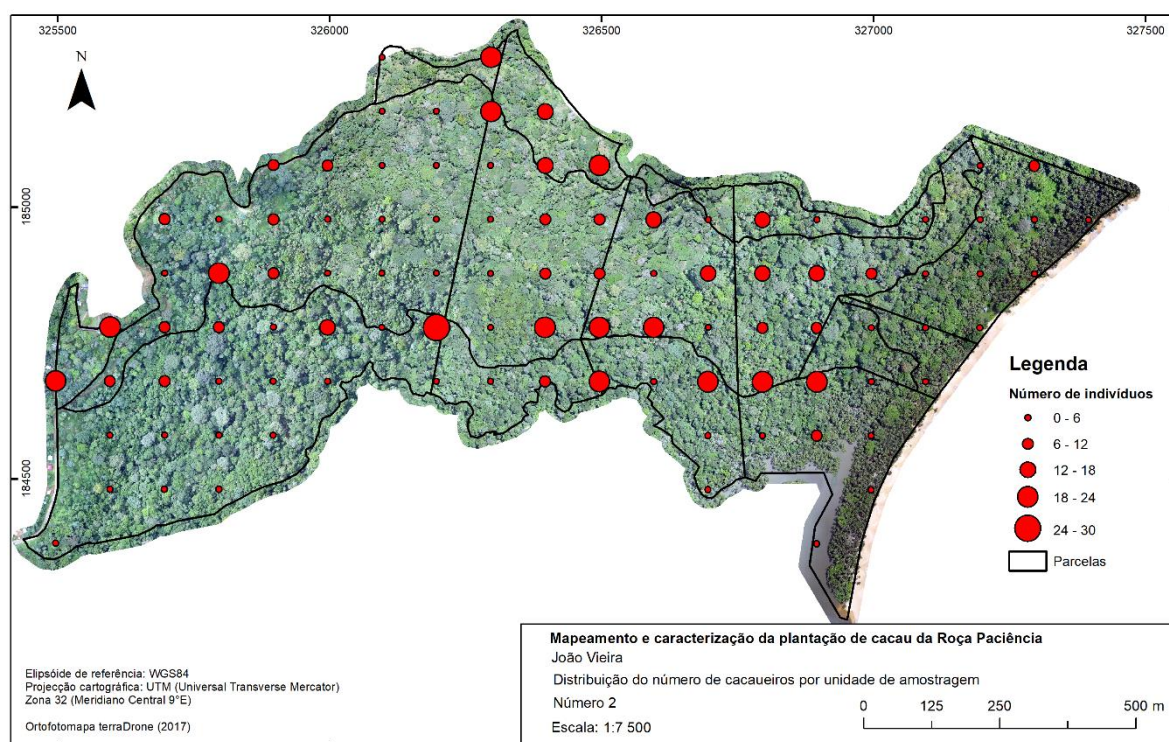 325500
326000
326500
327000
327500
N
185000
184500
Legenda
Número de indivíduos
0 - 6
6 - 12
12 - 18
18 - 24
24 - 30
Parcelas
Elipsóide de referência: WGS84
Projecção cartográfica: UTM (Universal Transverse Mercator)
Zona 32 (Meridiano Central 9°E)
Ortofotomapa terraDrone (2017)
Mapeamento e caracterização da plantação de cacau da Roça Paciência
João Vieira
Distribuição do número de cacaueiros por unidade de amostragem
Número 2
Escala: 1:7 500
0 125 250 500 m